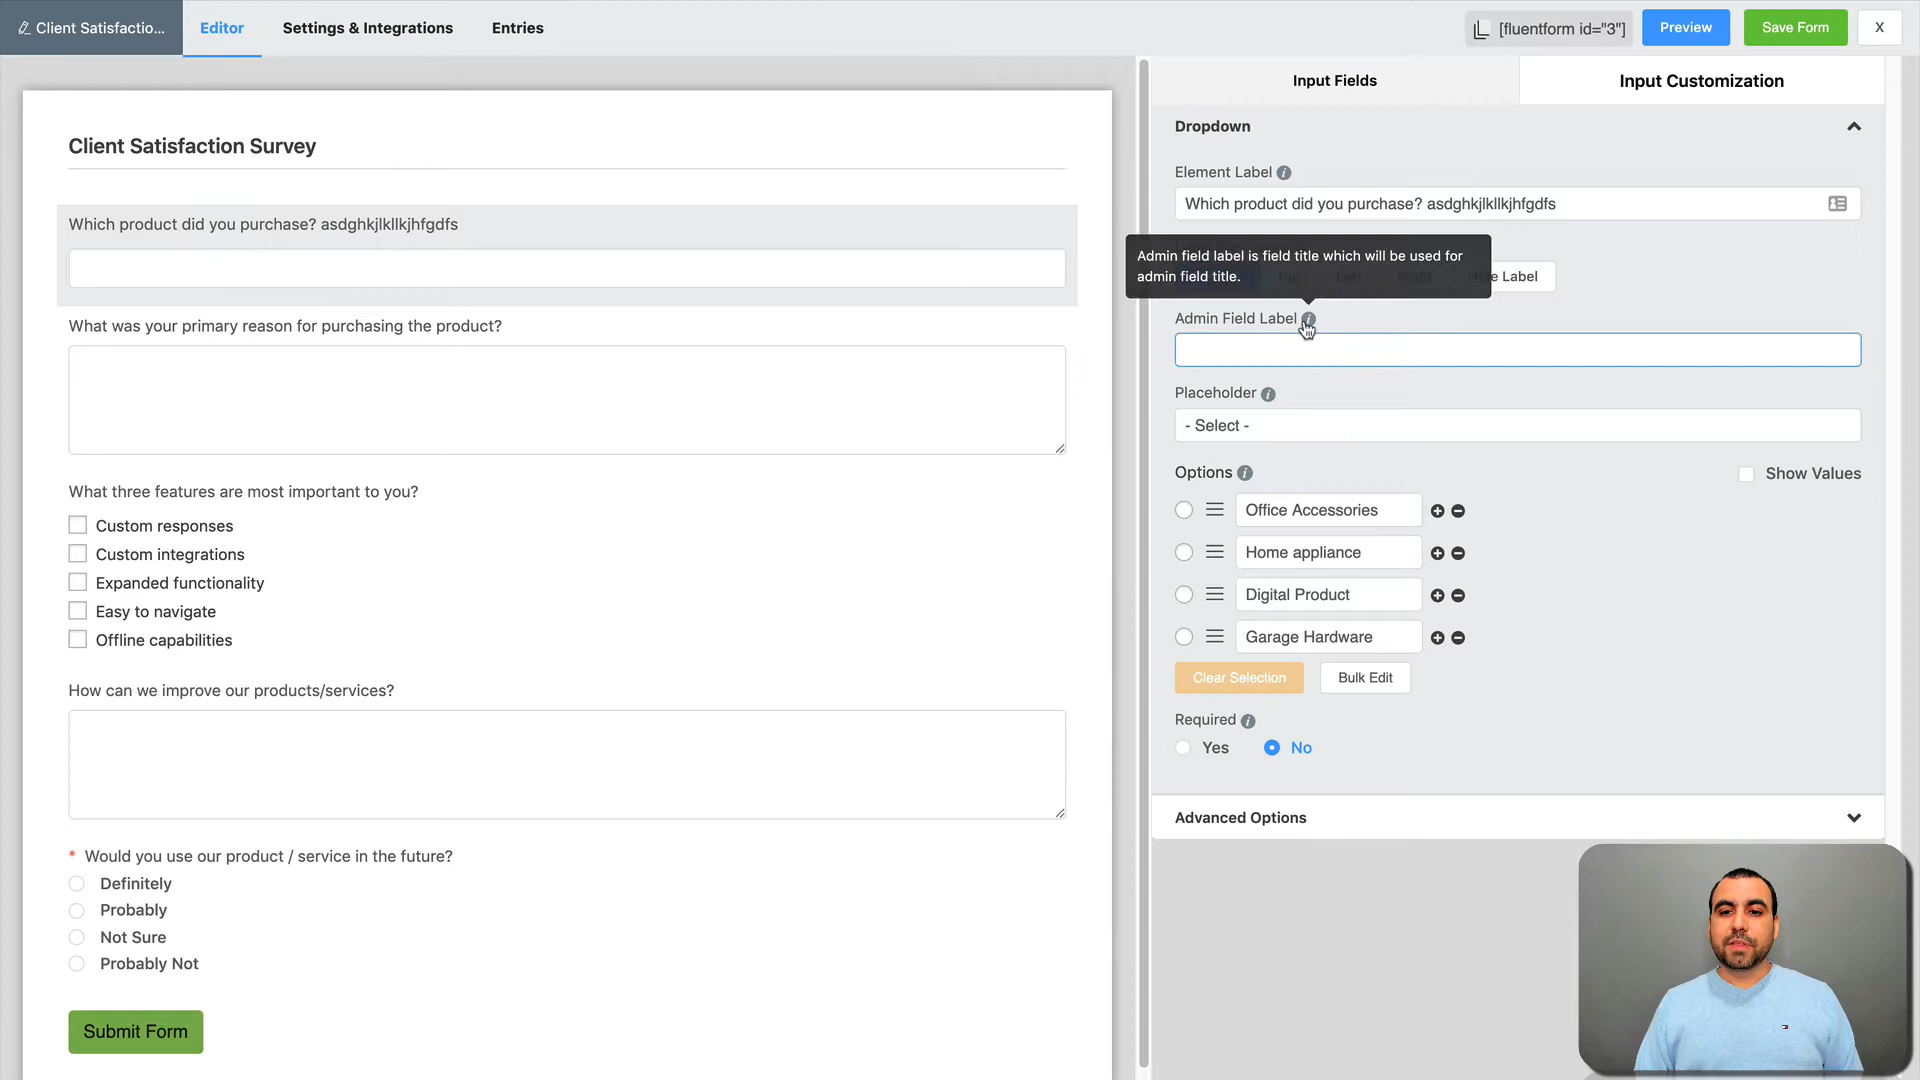 Client Satisfactio...
Editor
Settings & Integrations
Entries
[fluentform id="3"]
Preview
Save Form
X
Client Satisfaction Survey
Which product did you purchase? asdghkjlkllkjhfgdfs
What was your primary reason for purchasing the product?
What three features are most important to you?
Custom responses
Custom integrations
Expanded functionality
Easy to navigate
Offline capabilities
How can we improve our products/services?
* Would you use our product / service in the future?
Definitely
Probably
Not Sure
Probably Not
Submit Form
Input Fields
Input Customization
Dropdown
Element Label
Which product did you purchase? asdghkjlkllkjhfgdfs
Admin field label is field title which will be used for
admin field title.
Label
Admin Field Label
Placeholder
- Select -
Options
Show Values
Office Accessories
Home appliance
Digital Product
Garage Hardware
Clear Selection
Bulk Edit
Required
Yes
No
Advanced Options